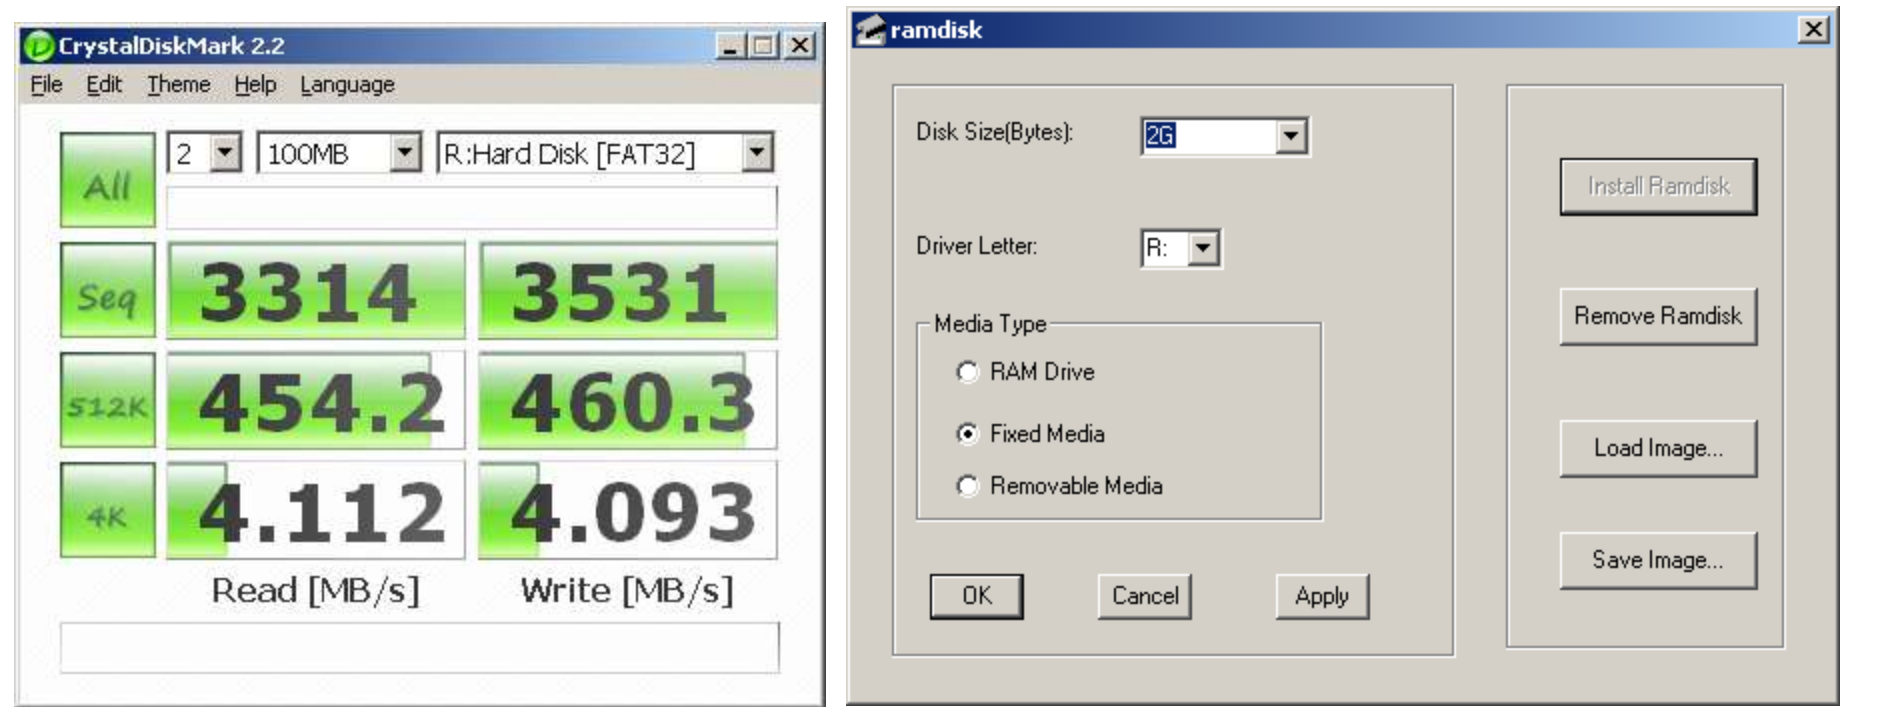 CrystalDiskMark 2.2
File Edit Theme Help Language
All 2 100MB R:Hard Disk [FAT32]
Seq 3314 3531
512K 454.2 460.3
4K 4.112 4.093
Read [MB/s] Write [MB/s]
ramdisk
Disk Size(Bytes): 2G
Driver Letter: R:
Media Type
RAM Drive
Fixed Media
Removable Media
OK Cancel Apply
Install Ramdisk
Remove Ramdisk
Load Image...
Save Image...